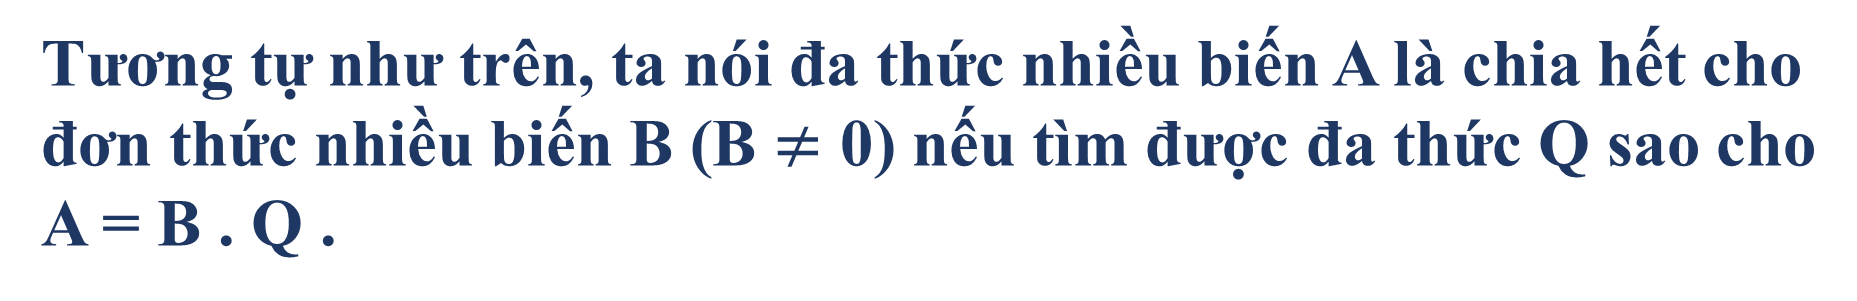 Tương tự như trên, ta nói đa thức nhiều biến A là chia hết cho
đơn thức nhiều biến B (B ≠ 0) nếu tìm được đa thức Q sao cho
A = B . Q .